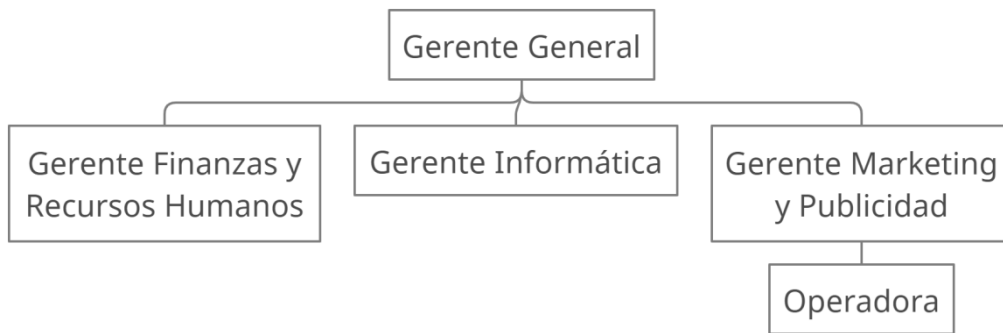 Gerente General
Gerente Finanzas y
Recursos Humanos
Gerente Informática
Gerente Marketing
y Publicidad
Operadora